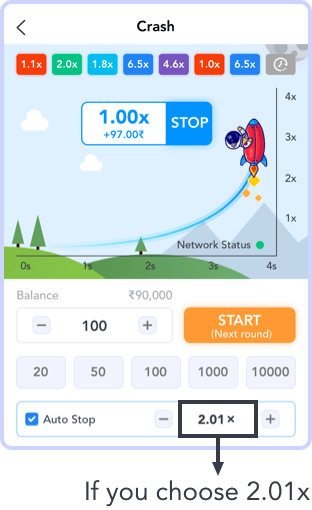 Crash
1.1x 2.0x 1.8x 6.5x 4.6x 1.0x 6.5x
4x
1.00x STOP
+97.00₹
3x
2x
1x
Network Status
0s 1s 2s 3s 4s
Balance ₹90,000
− 100 + START
(Next round)
20 50 100 1000 10000
Auto Stop − 2.01× +
If you choose 2.01x